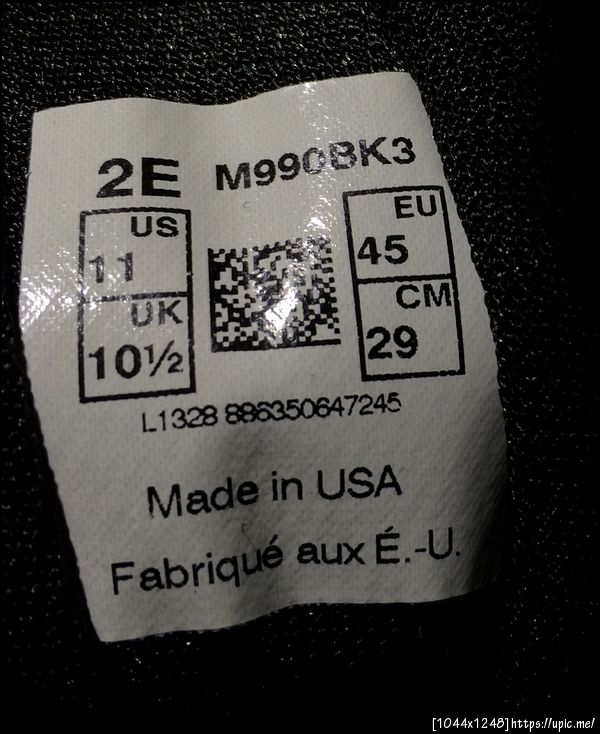 2E M990BK3
US
11
UK
10½
EU
45
CM
29
L1328 886350647245
Made in USA
Fabriqué aux É.-U.
[1044x1248]https://upic.me/